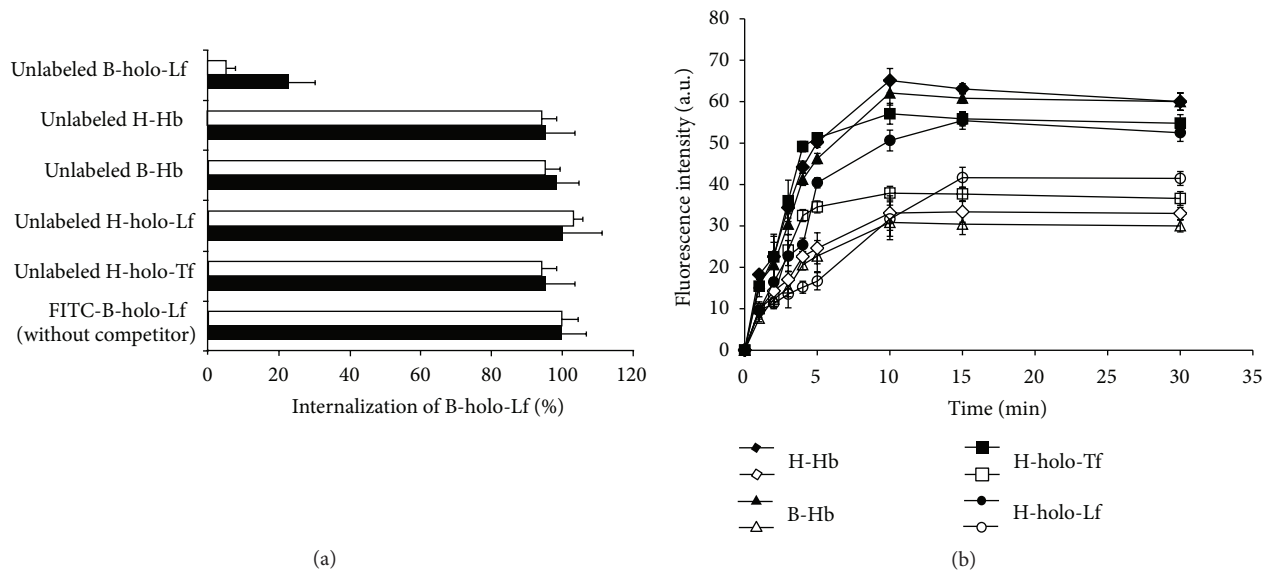 Unlabeled B-holo-Lf
Unlabeled H-Hb
Unlabeled B-Hb
Unlabeled H-holo-Lf
Unlabeled H-holo-Tf
FITC-B-holo-Lf
(without competitor)
0 20 40 60 80 100 120
Internalization of B-holo-Lf (%)
(a)
80
70
60
50
40
30
20
10
0
Fluorescence intensity (a.u.)
0 5 10 15 20 25 30 35
Time (min)
H-Hb
B-Hb
H-holo-Tf
H-holo-Lf
(b)